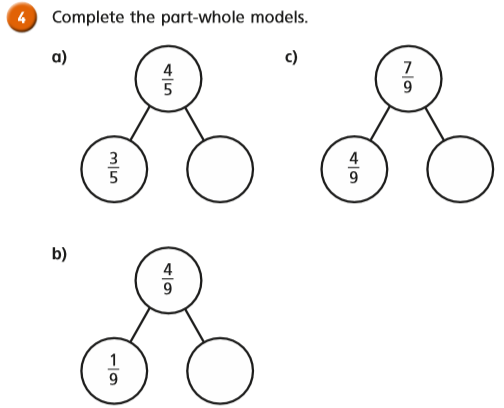 4 Complete the part-whole models.
a) c)
4/5 7/9
3/5 4/9
b)
4/9
1/9